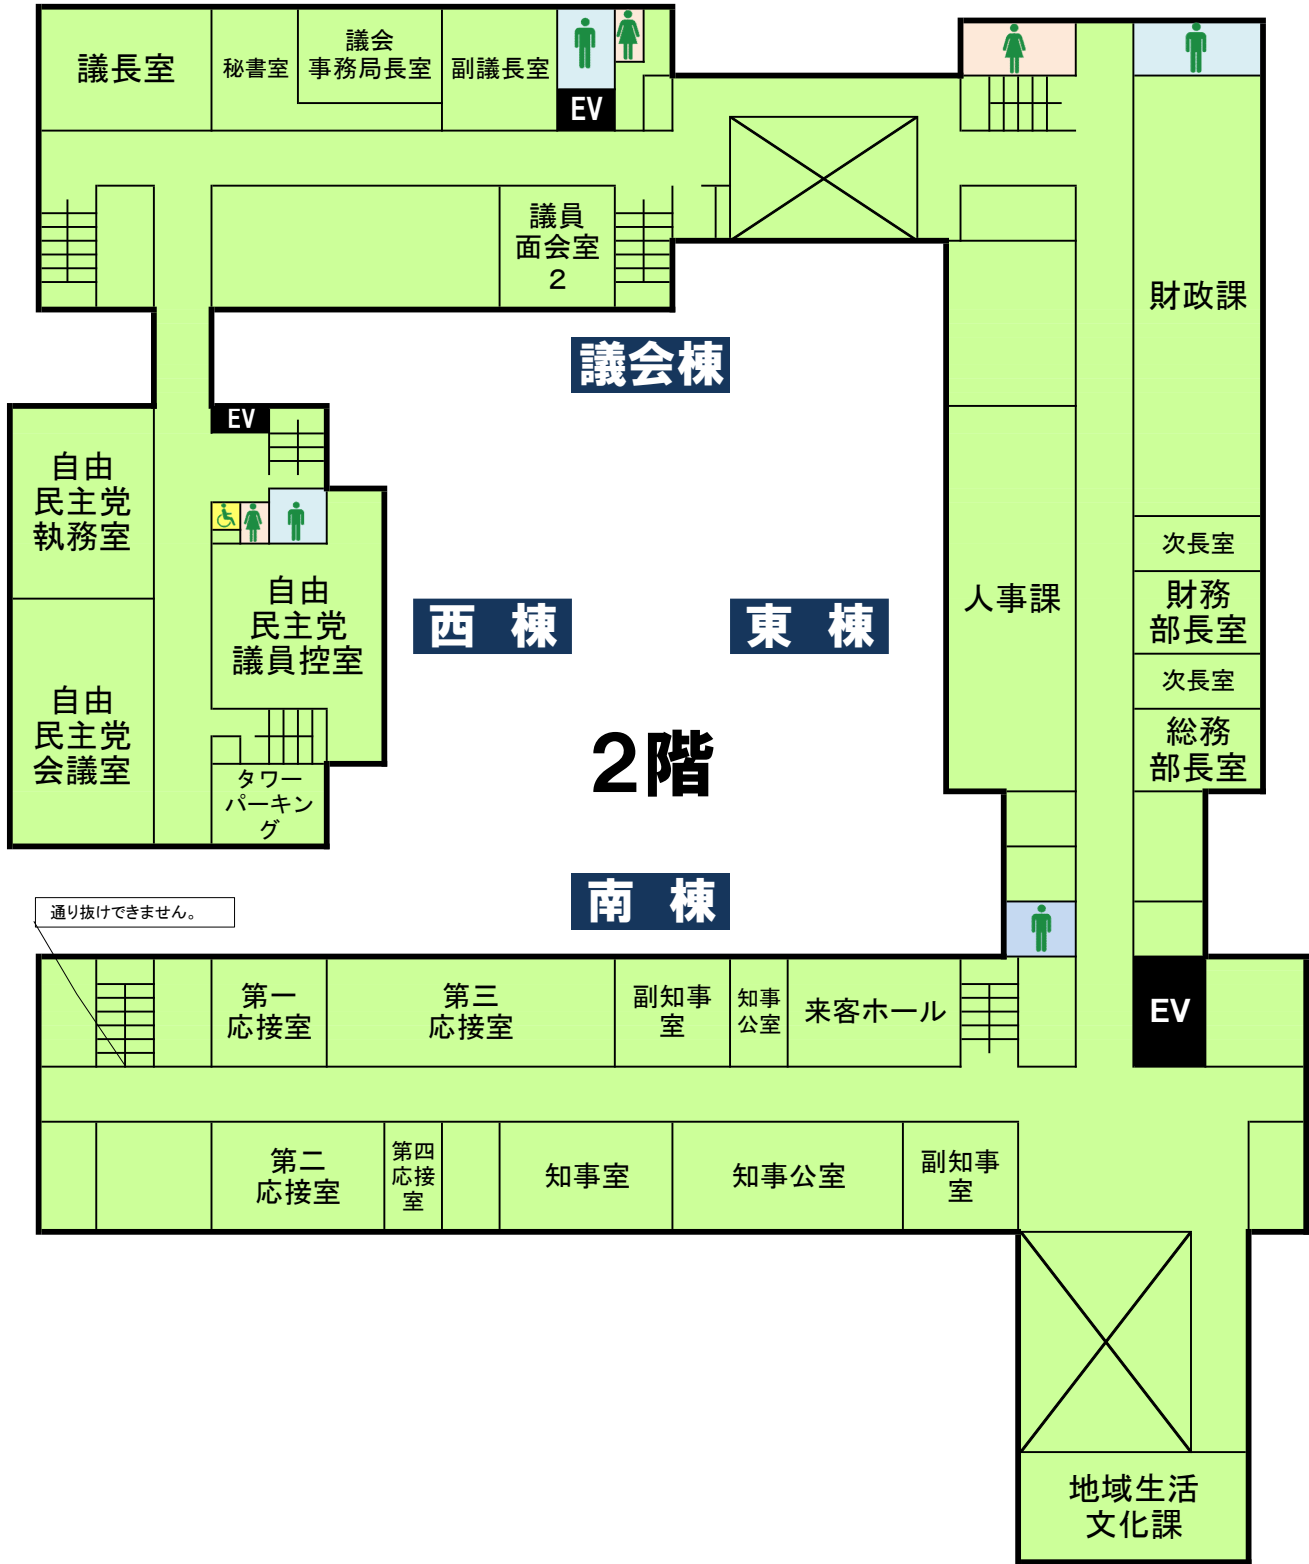 議長室
秘書室
議会
事務局長室
副議長室
EV
議員
面会室
2
財政課
議会棟
EV
自由
民主党
執務室
次長室
自由
民主党
議員控室
西 棟
東 棟
人事課
財務
部長室
次長室
自由
民主党
会議室
2階
総務
部長室
タワー
パーキン
グ
南 棟
通り抜けできません。
第一
応接室
第三
応接室
副知事
室
知事
公室
来客ホール
EV
第二
応接室
第四
応接
室
知事室
知事公室
副知事
室
地域生活
文化課